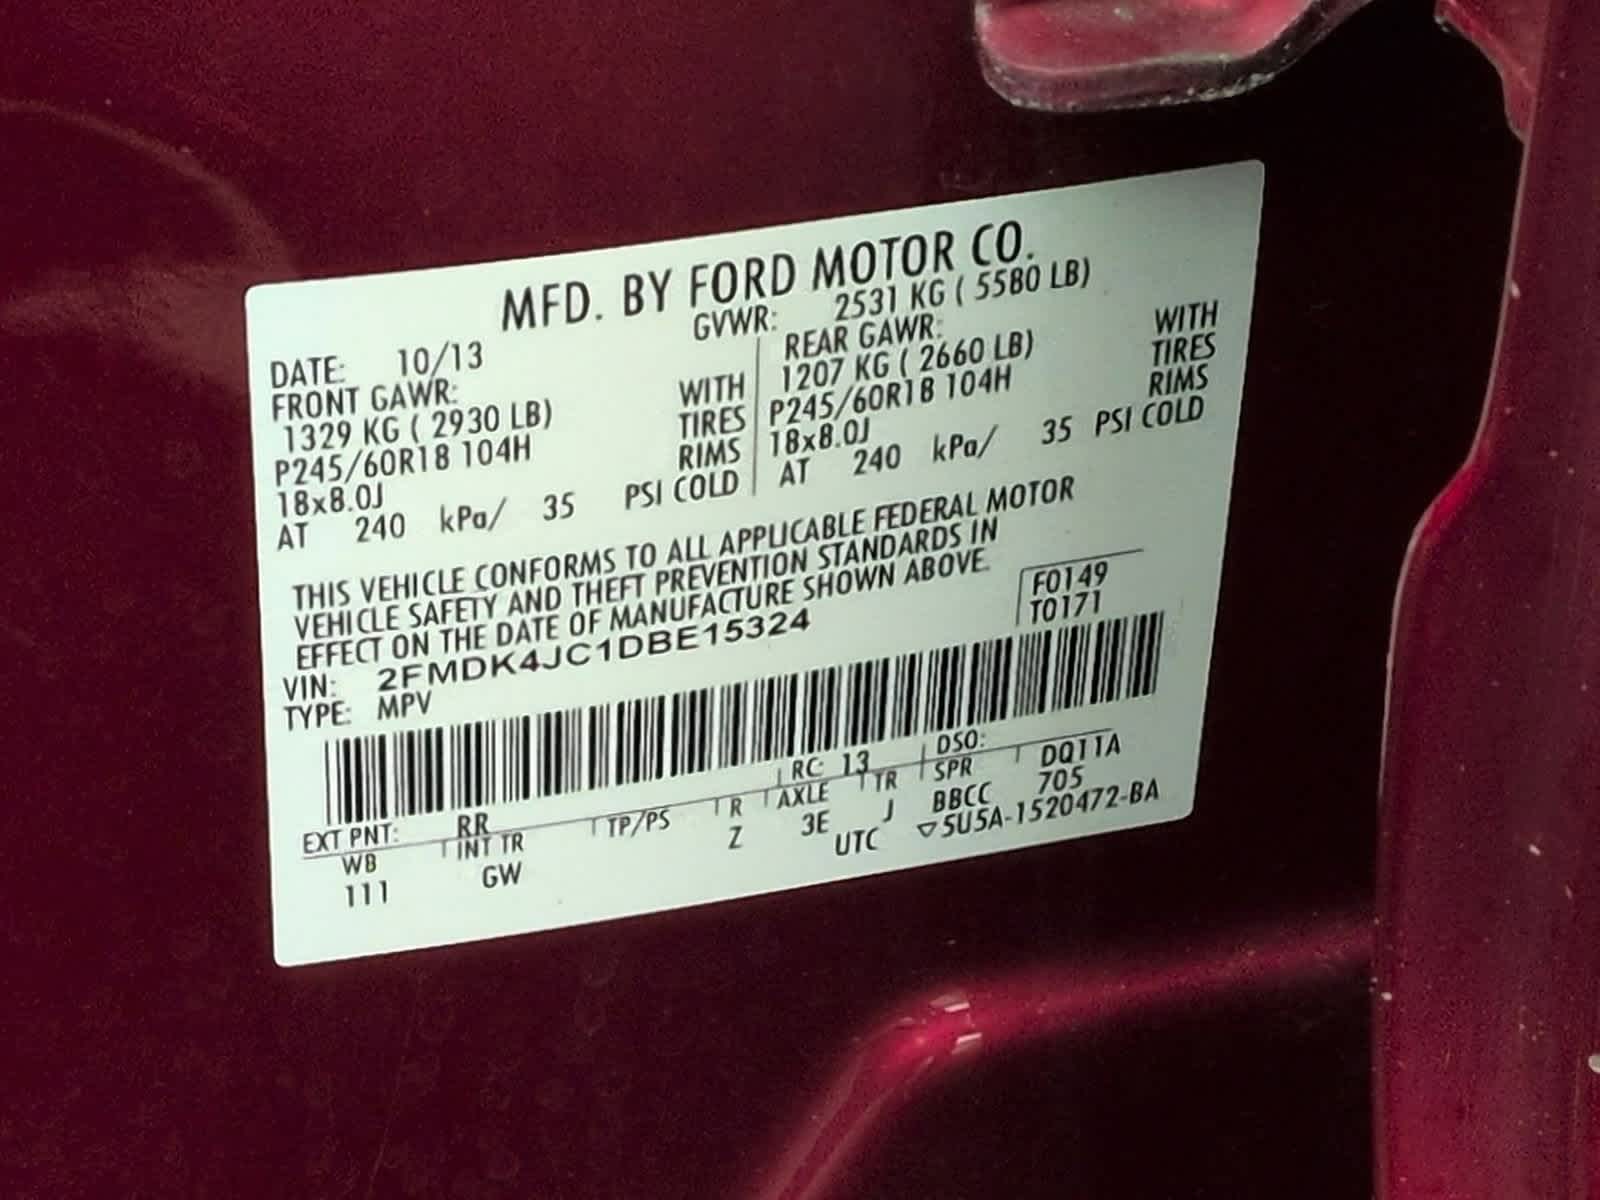 MFD. BY FORD MOTOR CO.
DATE: 10/13 GVWR: 2531 KG ( 5580 LB)
FRONT GAWR: REAR GAWR:
1329 KG ( 2930 LB) WITH 1207 KG ( 2660 LB) WITH
P245/60R18 104H TIRES P245/60R18 104H TIRES
18x8.0J RIMS 18x8.0J RIMS
AT 240 kPa/ 35 PSI COLD AT 240 kPa/ 35 PSI COLD
THIS VEHICLE CONFORMS TO ALL APPLICABLE FEDERAL MOTOR
VEHICLE SAFETY AND THEFT PREVENTION STANDARDS IN
EFFECT ON THE DATE OF MANUFACTURE SHOWN ABOVE.
VIN: 2FMDK4JC1DBE15324 F0149
TYPE: MPV T0171
EXT PNT: RR RC: 13 DSO:
WB INT TR TP/PS R AXLE TR SPR DQ11A
111 GW Z 3E J BBCC 705
UTC ▽5U5A-1520472-BA